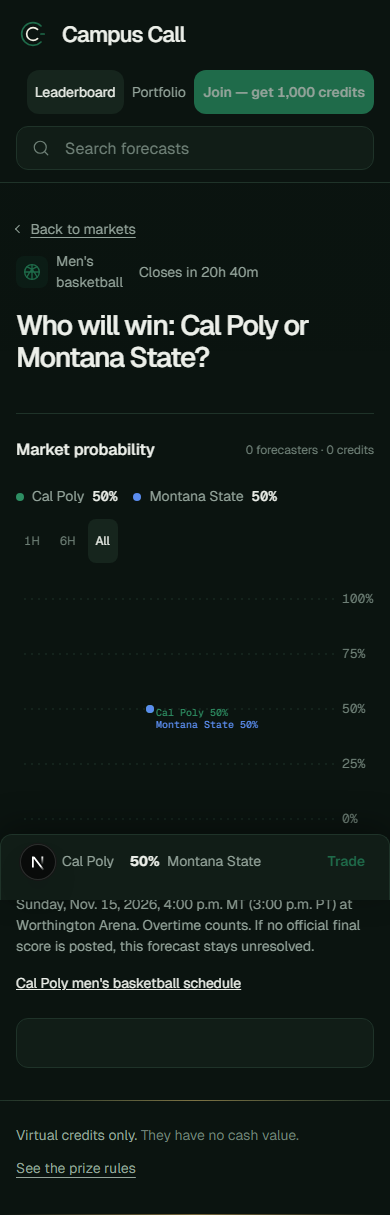 Campus Call
Leaderboard
Portfolio
Join — get 1,000 credits
Search forecasts
Back to markets
Men's
basketball
Closes in 20h 40m
Who will win: Cal Poly or
Montana State?
Market probability
0 forecasters · 0 credits
Cal Poly 50%
Montana State 50%
1H
6H
All
100%
75%
50%
Cal Poly 50%
Montana State 50%
25%
0%
N
Cal Poly 50% Montana State
Trade
Sunday, Nov. 15, 2026, 4:00 p.m. MT (3:00 p.m. PT) at
Worthington Arena. Overtime counts. If no official final
score is posted, this forecast stays unresolved.
Cal Poly men's basketball schedule
Virtual credits only. They have no cash value.
See the prize rules